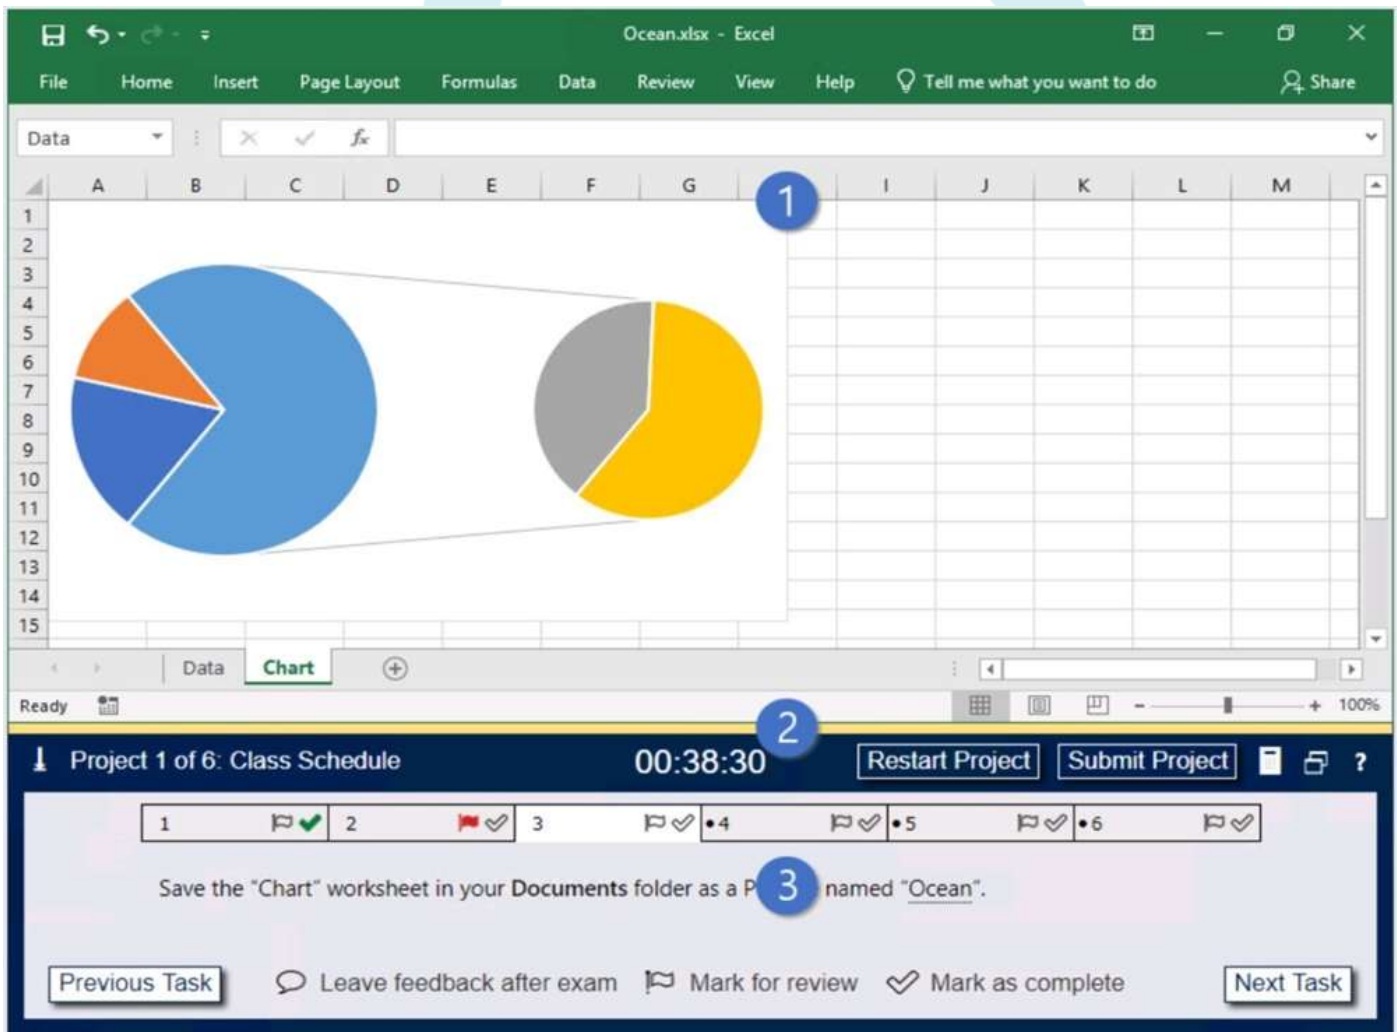 Ocean.xlsx - Excel
File Home Insert Page Layout Formulas Data Review View Help Tell me what you want to do Share
Data fx
A B C D E F G I J K L M
1
1
2
3
4
5
6
7
8
9
10
11
12
13
14
15
Data Chart
Ready 100%
2
Project 1 of 6: Class Schedule 00:38:30 Restart Project Submit Project ?
1 2 3 •4 •5 •6
Save the "Chart" worksheet in your Documents folder as a P 3 named "Ocean".
Previous Task Leave feedback after exam Mark for review Mark as complete Next Task